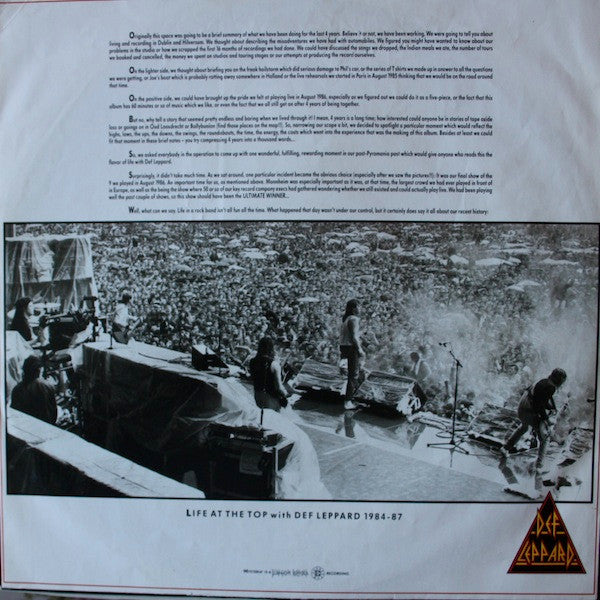 Originally this space was going to be a brief summary of what we have been doing for the last 4 years. Believe it or not, we have been working. We were going to tell you about
living and recording in Dublin and Hilversum. We thought about describing the misadventures we have had with automobiles. We figured you might have wanted to know about our
problems in the studio or how we scrapped the first 16 months of recordings we had done. We could have discussed the songs we dropped, the Indian meals we ate, the number of tours
we booked and cancelled, the money we spent on studios and touring stages or our attempts at producing the record ourselves.
On the lighter side, we thought about briefing you on the freak hailstorm which did serious damage to Phil's car, or the series of T shirts we made up in answer to all the questions
we were getting, or Joe's boat which is probably rotting away somewhere in Holland or the live rehearsals we started in Paris in August 1985 thinking that we would be on the road around
that time.
On the positive side, we could have brought up the pride we felt at playing live in August 1986, especially as we figured out we could do it as a five-piece, or the fact that this
album has 60 minutes or so of music which we like, or even the fact that we all still get on after 4 years of being together.
But no, why tell a story that seemed pretty endless and boring when we lived through it! I mean, 4 years is a long time, how interested could anyone be in stories of tape oxide
loss or goings on in Oud Loosdrecht or Ballybunion (find those places on the map!!). So, narrowing our scope a bit, we decided to spotlight a particular moment which would reflect the
highs, lows, the ups, the downs, the swings, the roundabouts, the time, the energy, the costs which went into the experience that was the making of this album. Besides at least we could
fit that moment in these brief notes - you try compressing 4 years into a thousand words...
So, we asked everybody in the operation to come up with one wonderful, fulfilling, rewarding moment in our post-Pyromania past which would give anyone who reads this the
flavor of life with Def Leppard.
Surprisingly, it didn't take much time. As we sat around, one particular incident become the obvious choice (especially after we saw the pictures!!). It was our final show of the
9 we played in August 1986. An important time for us, as mentioned above. Mannheim was especially important as it was, at that time, the largest crowd we had ever played in front of
in Europe, as well as the being the show where 50 or so of our key record company execs had gathered wondering whether we still existed and could actually play live. We had been playing
well the past couple of shows, so this show should have been the ULTIMATE WINNER...
Well, what can we say. Life in a rock band isn't all fun all the time. What happened that day wasn't under our control, but it certainly does say it all about our recent history:
LIFE AT THE TOP with DEF LEPPARD 1984-87
DEF
LEPPARD
RECORDING